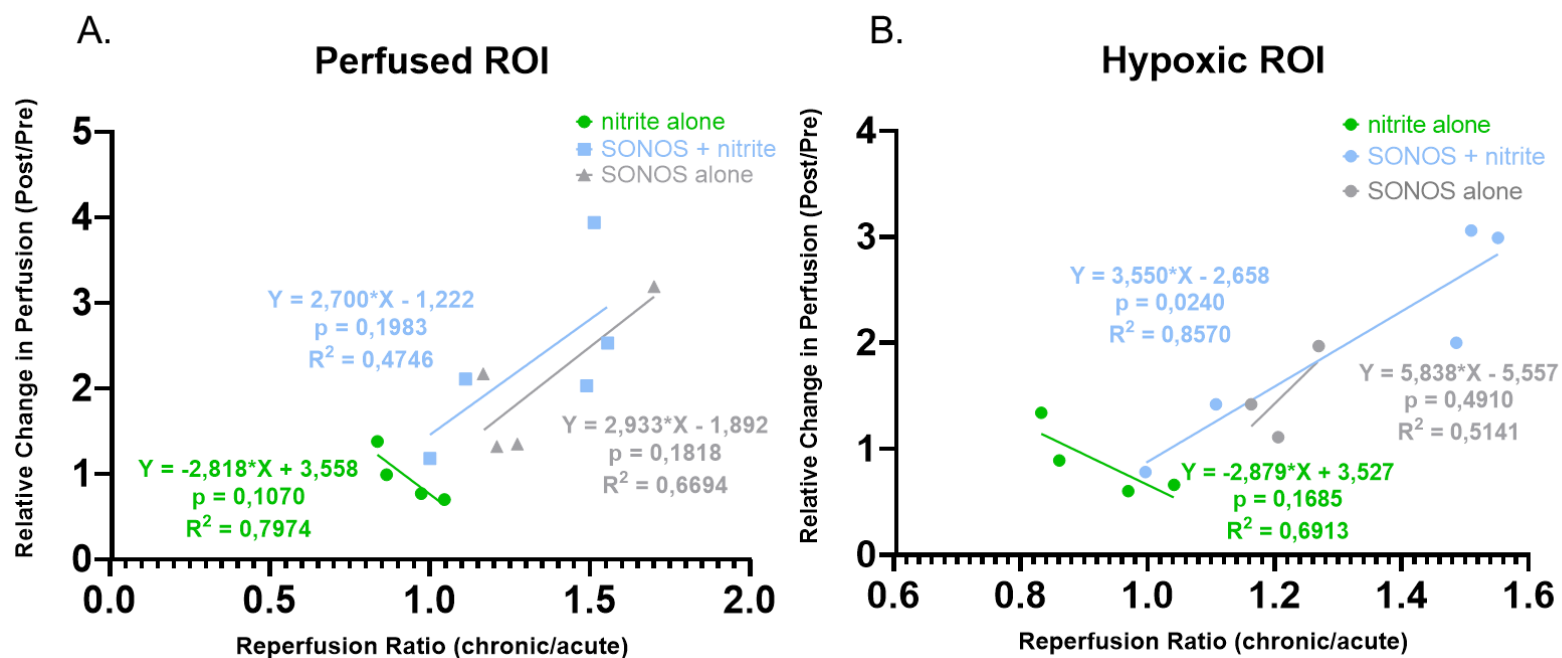 A.
Perfused ROI
Relative Change in Perfusion (Post/Pre)
5
4
3
2
1
0
nitrite alone
SONOS + nitrite
SONOS alone
Y = 2,700*X - 1,222
p = 0,1983
R² = 0,4746
Y = 2,933*X - 1,892
p = 0,1818
R² = 0,6694
Y = -2,818*X + 3,558
p = 0,1070
R² = 0,7974
0.0 0.5 1.0 1.5 2.0
Reperfusion Ratio (chronic/acute)
B.
Hypoxic ROI
Relative Change in Perfusion (Post/Pre)
4
3
2
1
0
nitrite alone
SONOS + nitrite
SONOS alone
Y = 3,550*X - 2,658
p = 0,0240
R² = 0,8570
Y = 5,838*X - 5,557
p = 0,4910
R² = 0,5141
Y = -2,879*X + 3,527
p = 0,1685
R² = 0,6913
0.6 0.8 1.0 1.2 1.4 1.6
Reperfusion Ratio (chronic/acute)